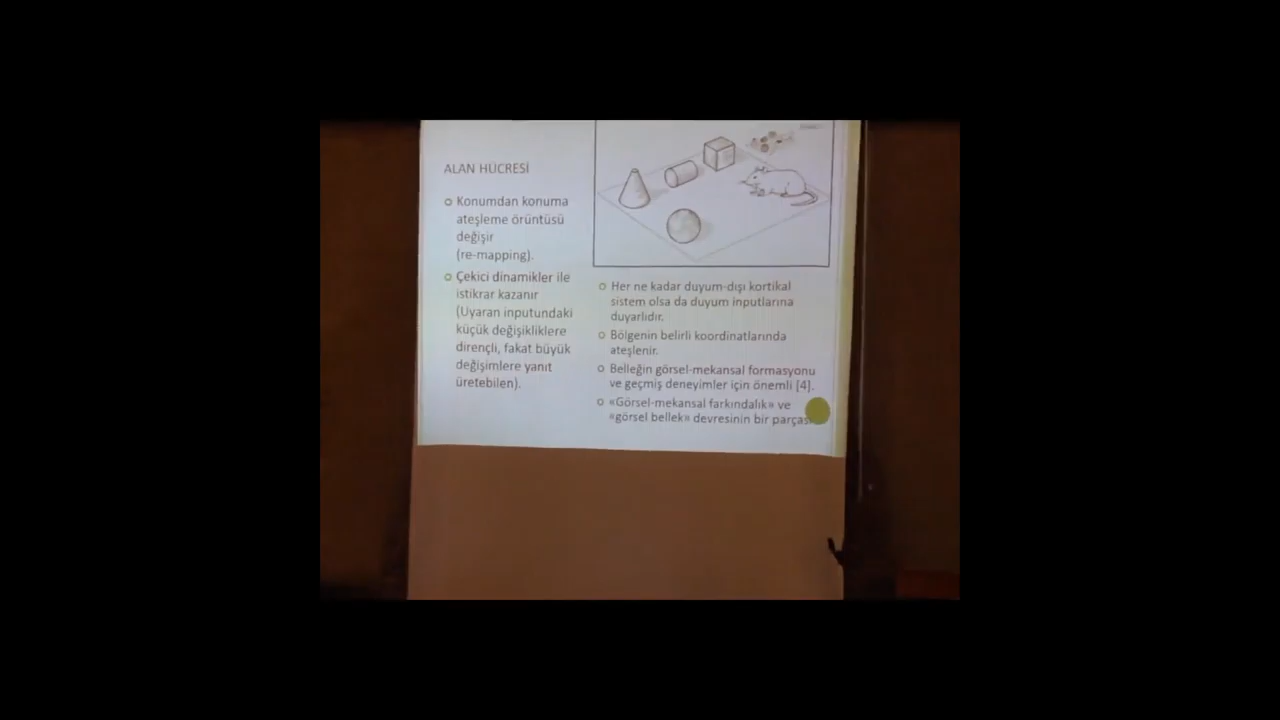 ALAN HÜCRESİ
Konumdan konuma
ateşleme örüntüsü
değişir
(re-mapping).
Çekici dinamikler ile
istikrar kazanır
(Uyaran inputundaki
küçük değişikliklere
dirençli, fakat büyük
değişimlere yanıt
üretebilen).
Her ne kadar duyum-dışı kortikal
sistem olsa da duyum inputlarına
duyarlıdır.
Bölgenin belirli koordinatlarında
ateşlenir.
Belleğin görsel-mekansal formasyonu
ve geçmiş deneyimler için önemli [4].
«Görsel-mekansal farkındalık» ve
«görsel bellek» devresinin bir parçası